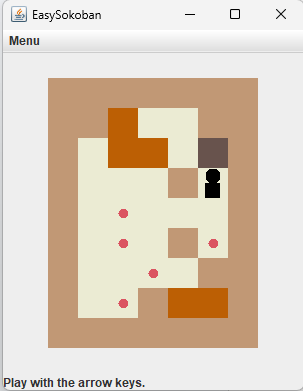 EasySokoban
Menu
Play with the arrow keys.